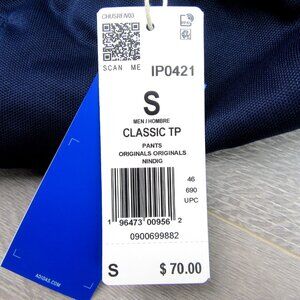 CHUSREA03
SCAN ME
IP0421
S
MEN / HOMBRE
CLASSIC TP
PANTS
ORIGINALS ORIGINALS
NINDIG
46
690
UPC
1 96473 00956 2
0900699882
S $ 70.00
ADIDAS.COM